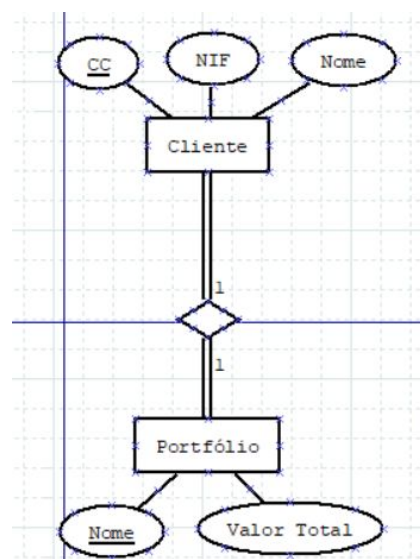 CC
NIF
Nome
Cliente
1
1
Portfólio
Nome
Valor Total